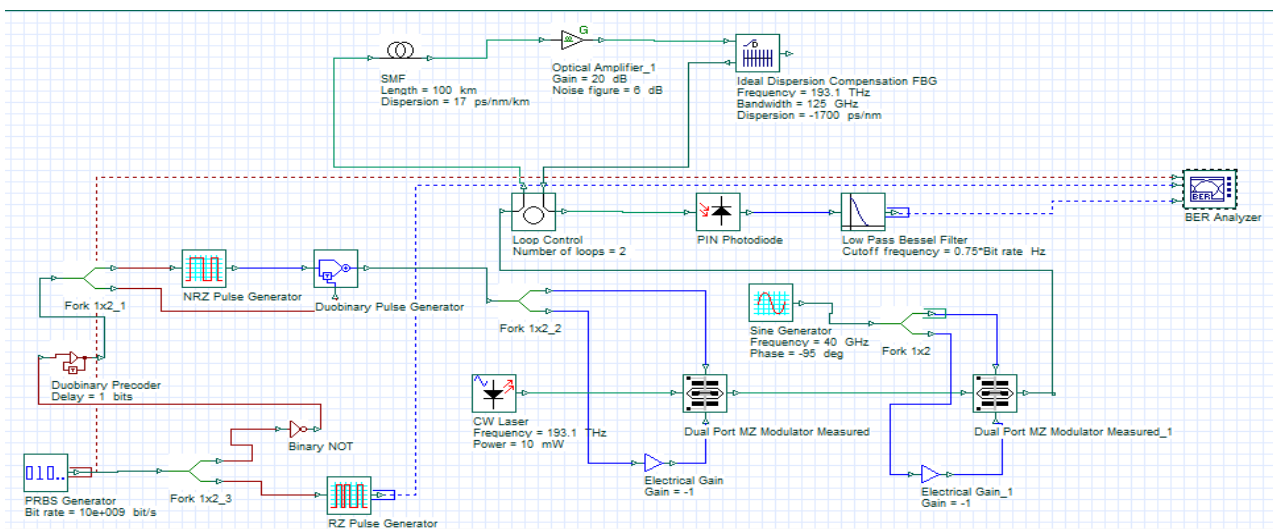 G
SMF
Length = 100 km
Dispersion = 17 ps/nm/km
Optical Amplifier_1
Gain = 20 dB
Noise figure = 6 dB
Ideal Dispersion Compensation FBG
Frequency = 193.1 THz
Bandwidth = 125 GHz
Dispersion = -1700 ps/nm
Loop Control
Number of loops = 2
PIN Photodiode
Low Pass Bessel Filter
Cutoff frequency = 0.75*Bit rate Hz
BER
BER Analyzer
Fork 1x2_1
NRZ Pulse Generator
Duobinary Pulse Generator
Fork 1x2_2
Sine Generator
Frequency = 40 GHz
Phase = -95 deg
Fork 1x2
Duobinary Precoder
Delay = 1 bits
CW Laser
Frequency = 193.1 THz
Power = 10 mW
Dual Port MZ Modulator Measured
Dual Port MZ Modulator Measured_1
Binary NOT
010..
PRBS Generator
Bit rate = 10e+009 bit/s
Fork 1x2_3
RZ Pulse Generator
Electrical Gain
Gain = -1
Electrical Gain_1
Gain = -1